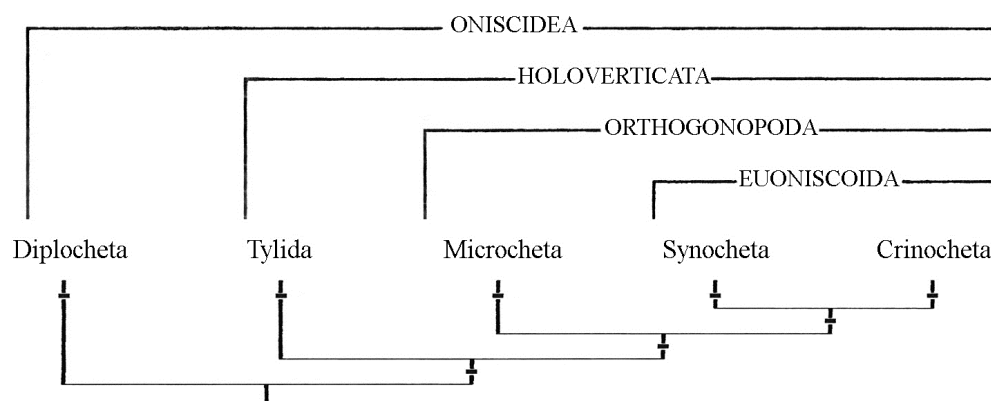 ONISCIDEA
HOLOVERTICATA
ORTHOGONOPODA
EUONISCOIDA
Diplocheta Tylida Microcheta Synocheta Crinocheta